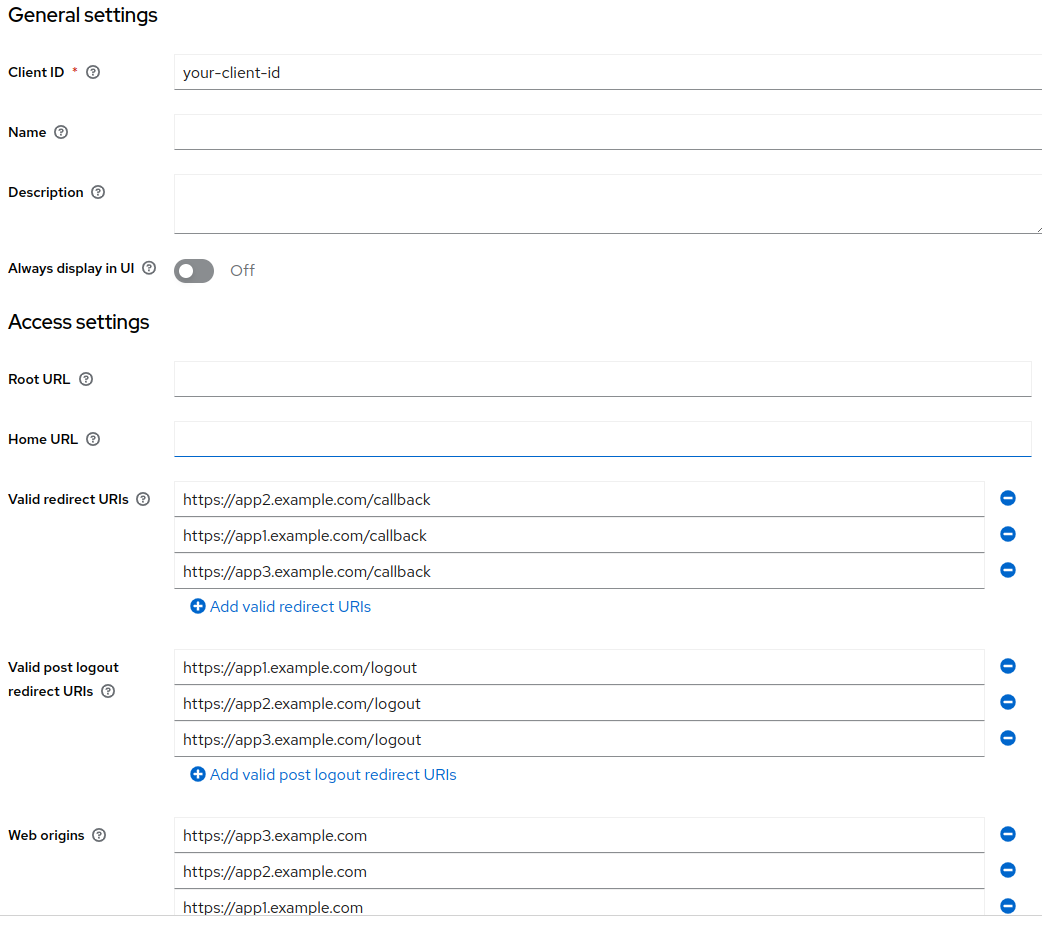 General settings
Client ID *
your-client-id
Name
Description
Always display in UI
Off
Access settings
Root URL
Home URL
Valid redirect URIs
https://app2.example.com/callback
https://app1.example.com/callback
https://app3.example.com/callback
Add valid redirect URIs
Valid post logout
redirect URIs
https://app1.example.com/logout
https://app2.example.com/logout
https://app3.example.com/logout
Add valid post logout redirect URIs
Web origins
https://app3.example.com
https://app2.example.com
https://app1.example.com